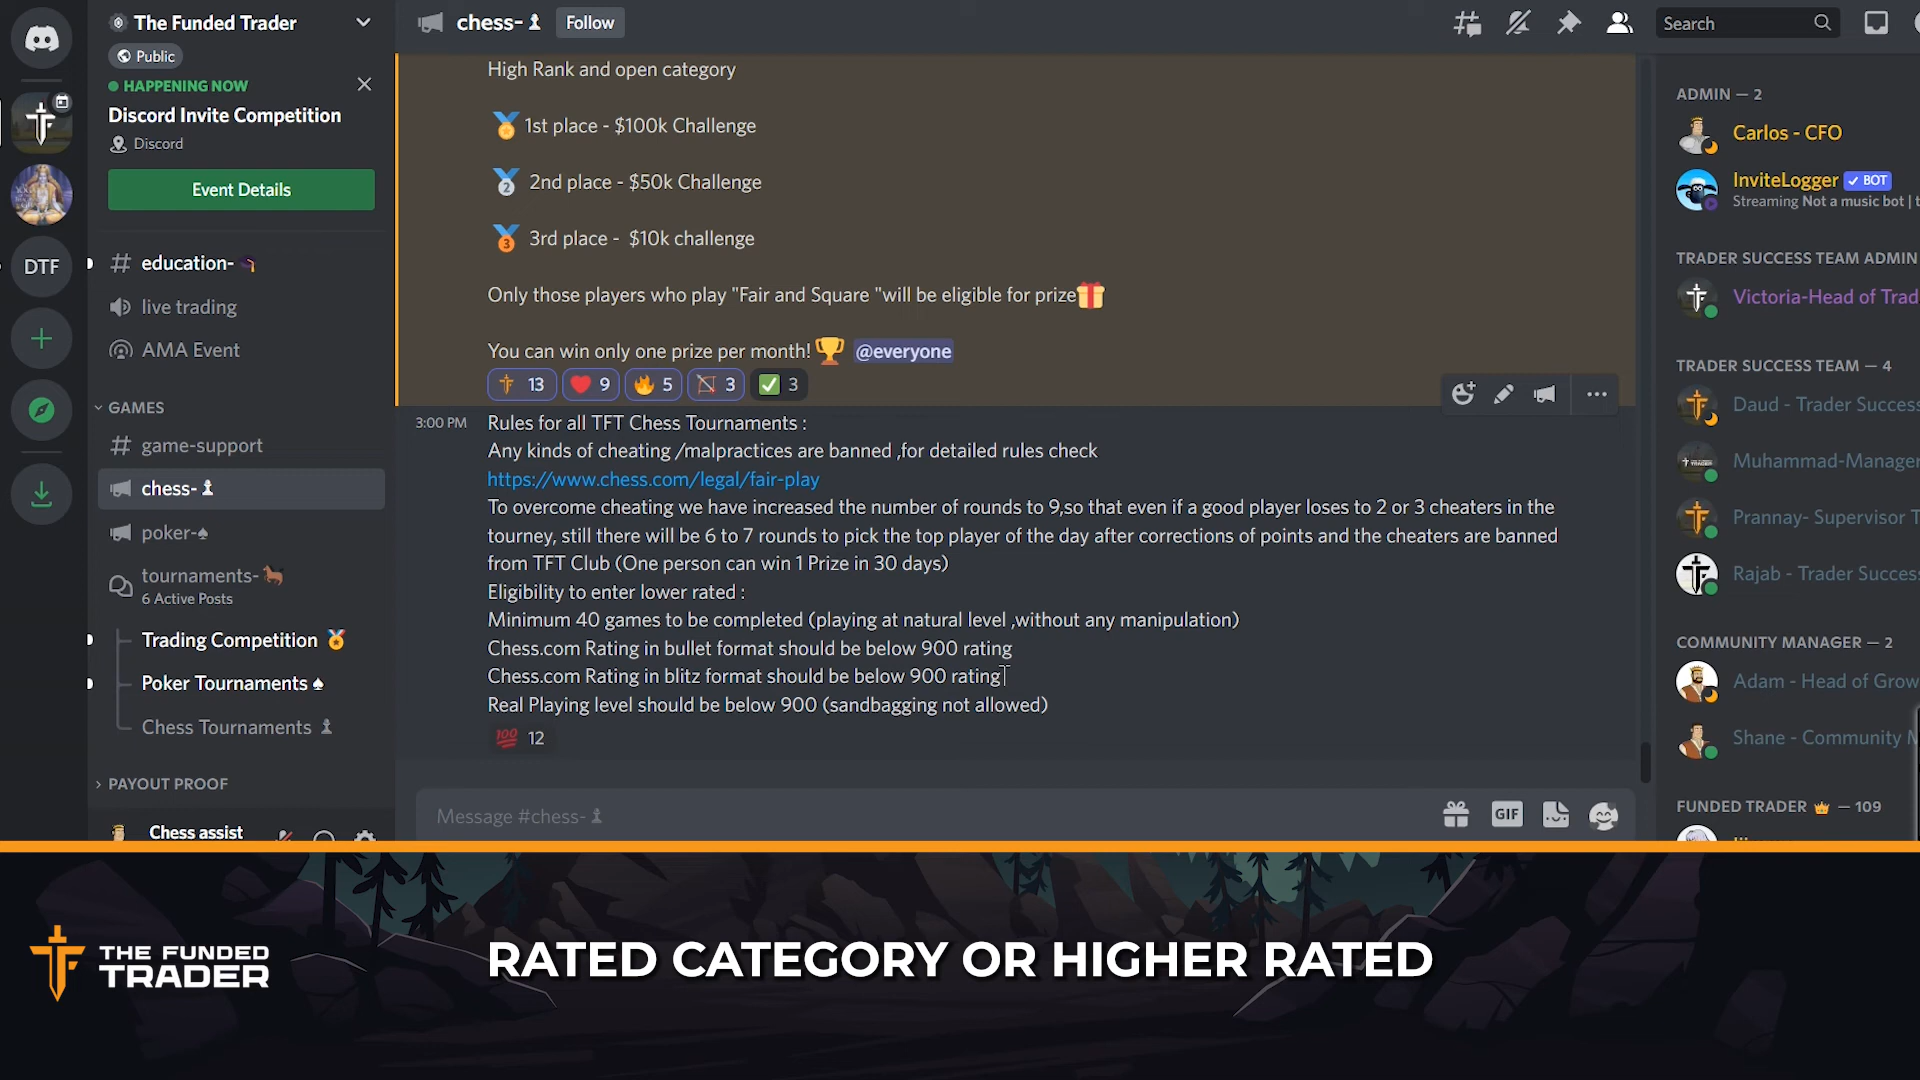 The Funded Trader
Public
HAPPENING NOW
Discord Invite Competition
Discord
Event Details
DTF
education-
live trading
AMA Event
GAMES
game-support
chess-
poker-
tournaments-
6 Active Posts
Trading Competition
Poker Tournaments
Chess Tournaments
PAYOUT PROOF
Chess assist
chess-
Follow
Search
High Rank and open category
1st place - $100k Challenge
2nd place - $50k Challenge
3rd place - $10k challenge
Only those players who play "Fair and Square "will be eligible for prize
You can win only one prize per month! @everyone
13 9 5 3 3
3:00 PM Rules for all TFT Chess Tournaments :
Any kinds of cheating /malpractices are banned ,for detailed rules check
https://www.chess.com/legal/fair-play
To overcome cheating we have increased the number of rounds to 9,so that even if a good player loses to 2 or 3 cheaters in the
tourney, still there will be 6 to 7 rounds to pick the top player of the day after corrections of points and the cheaters are banned
from TFT Club (One person can win 1 Prize in 30 days)
Eligibility to enter lower rated :
Minimum 40 games to be completed (playing at natural level ,without any manipulation)
Chess.com Rating in bullet format should be below 900 rating
Chess.com Rating in blitz format should be below 900 rating
Real Playing level should be below 900 (sandbagging not allowed)
100 12
Message #chess-
GIF
ADMIN — 2
Carlos - CFO
InviteLogger BOT
Streaming Not a music bot | t
TRADER SUCCESS TEAM ADMIN
Victoria-Head of Trad
TRADER SUCCESS TEAM — 4
Daud - Trader Success
Muhammad-Manager
Prannay- Supervisor T
Rajab - Trader Success
COMMUNITY MANAGER — 2
Adam - Head of Grow
Shane - Community M
FUNDED TRADER — 109
THE FUNDED
TRADER
RATED CATEGORY OR HIGHER RATED